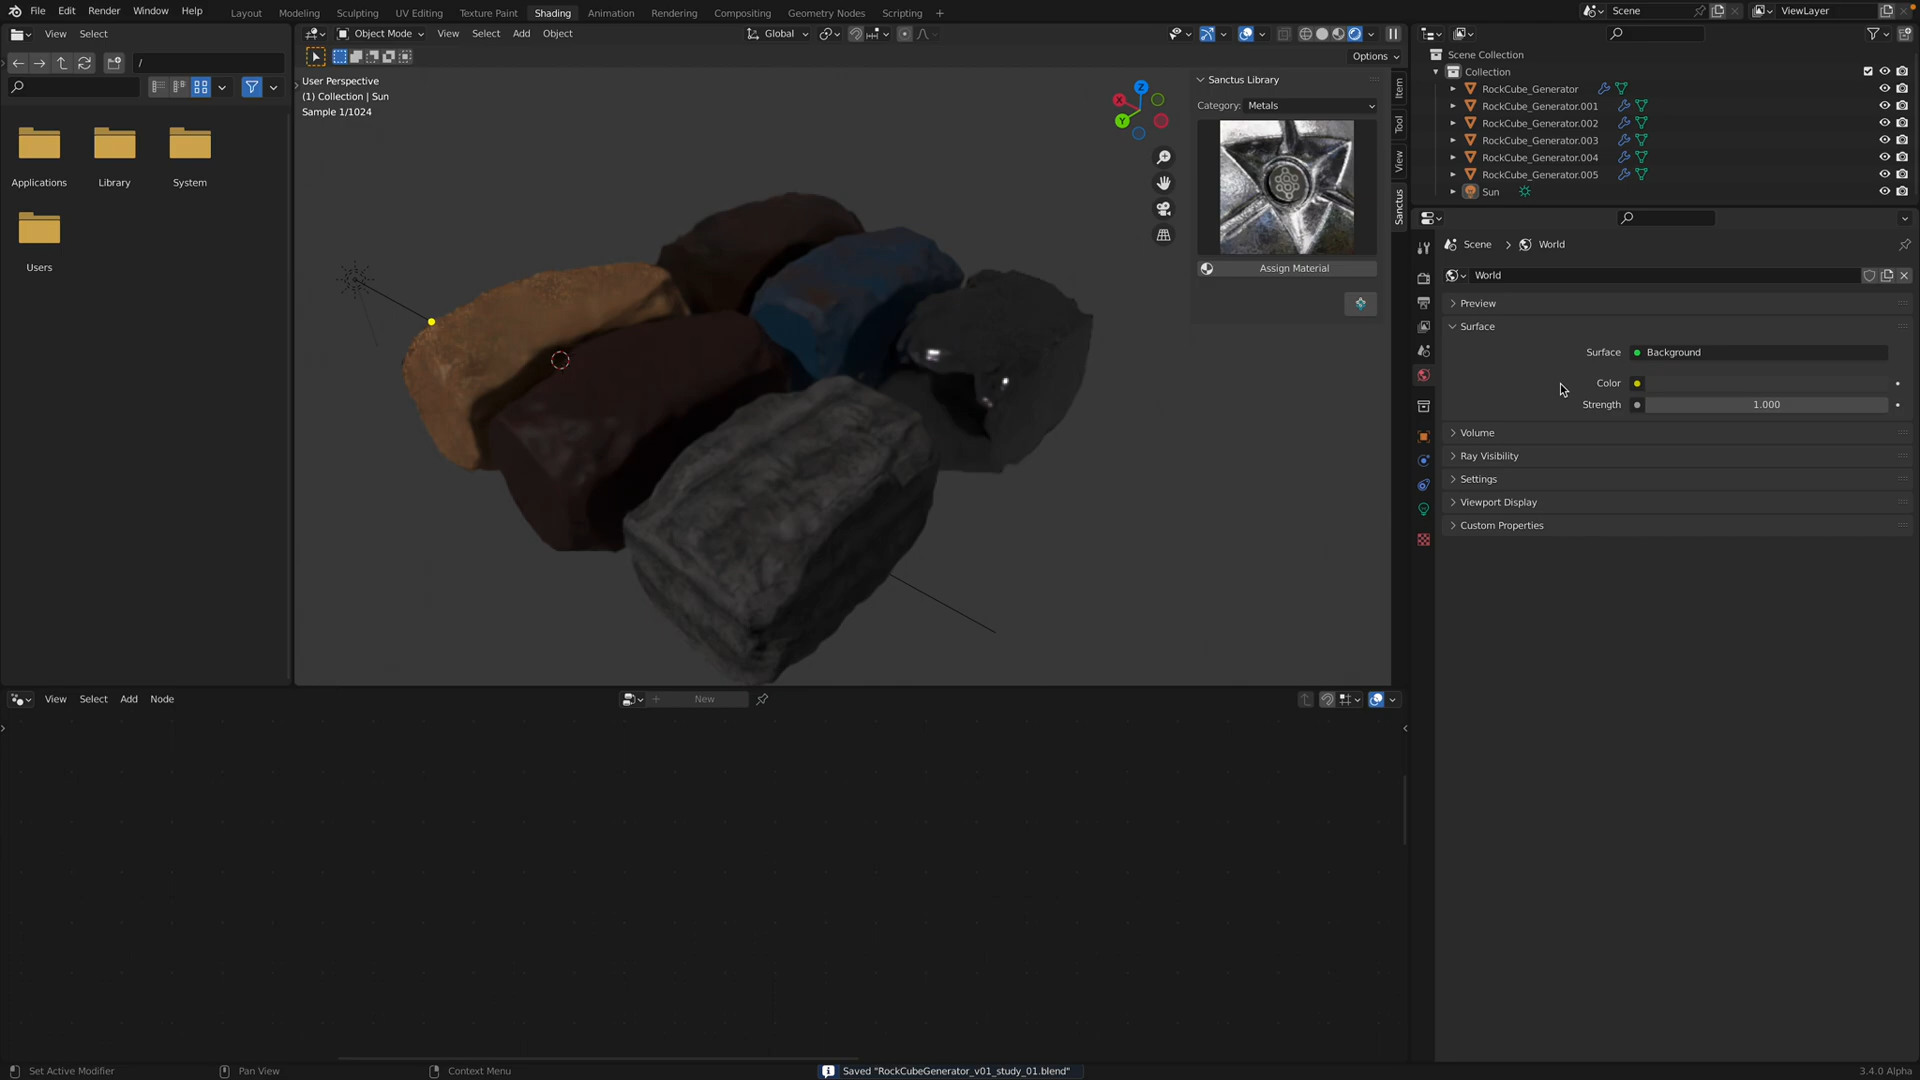 File Edit Render Window Help
Layout Modeling Sculpting UV Editing Texture Paint Shading Animation Rendering Compositing Geometry Nodes Scripting +
Scene
ViewLayer
View Select
/
Applications
Library
System
Users
Object Mode View Select Add Object
Global
Options
User Perspective
(1) Collection | Sun
Sample 1/1024
X
Y
Z
Sanctus Library
Category: Metals
Assign Material
Item
Tool
View
Sanctus
Scene Collection
Collection
RockCube_Generator
RockCube_Generator.001
RockCube_Generator.002
RockCube_Generator.003
RockCube_Generator.004
RockCube_Generator.005
Sun
Scene > World
World
Preview
Surface
Surface Background
Color
Strength 1.000
Volume
Ray Visibility
Settings
Viewport Display
Custom Properties
View Select Add Node
New
Set Active Modifier
Pan View
Context Menu
Saved "RockCubeGenerator_v01_study_01.blend"
3.4.0 Alpha